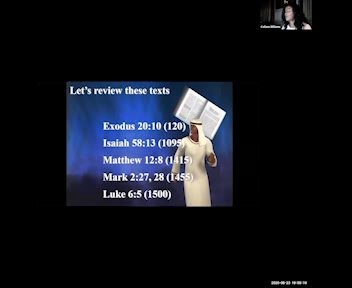 Let's review these texts
Exodus 20:10 (120)
Isaiah 58:13 (1095)
Matthew 12:8 (1415)
Mark 2:27, 28 (1455)
Luke 6:5 (1500)